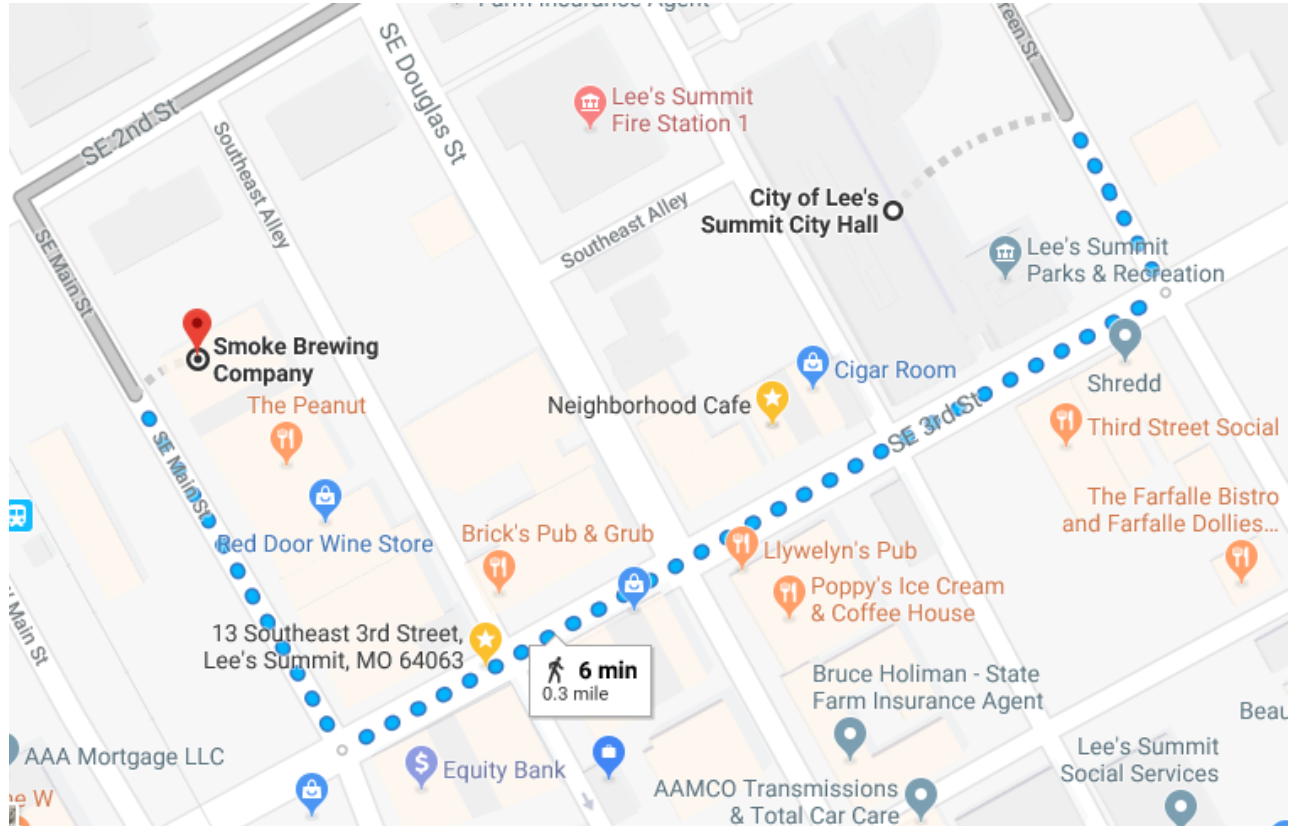 Farm Insurance Agent
SE Douglas St
Green St
Lee's Summit
Fire Station 1
SE 2nd St
Southeast Alley
Southeast Alley
City of Lee's
Summit City Hall
Lee's Summit
Parks & Recreation
SE Main St
Smoke Brewing
Company
Cigar Room
Shredd
The Peanut
Neighborhood Cafe
SE 3rd St
Third Street Social
SE Main St
The Farfalle Bistro
and Farfalle Dollies...
Red Door Wine Store
Brick's Pub & Grub
Llywelyn's Pub
Poppy's Ice Cream
& Coffee House
Main St
13 Southeast 3rd Street,
Lee's Summit, MO 64063
6 min
0.3 mile
Bruce Holiman - State
Farm Insurance Agent
Beau
AAA Mortgage LLC
Equity Bank
Lee's Summit
Social Services
AAMCO Transmissions
& Total Car Care
e W